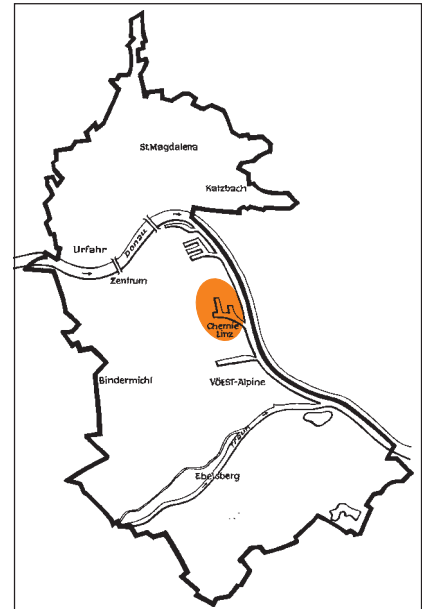 St.Magdalena
Katzbach
Urfahr
Donau
Zentrum
Chemie
Linz
Bindermichl
VÖEST-Alpine
Traun
Ebelsberg